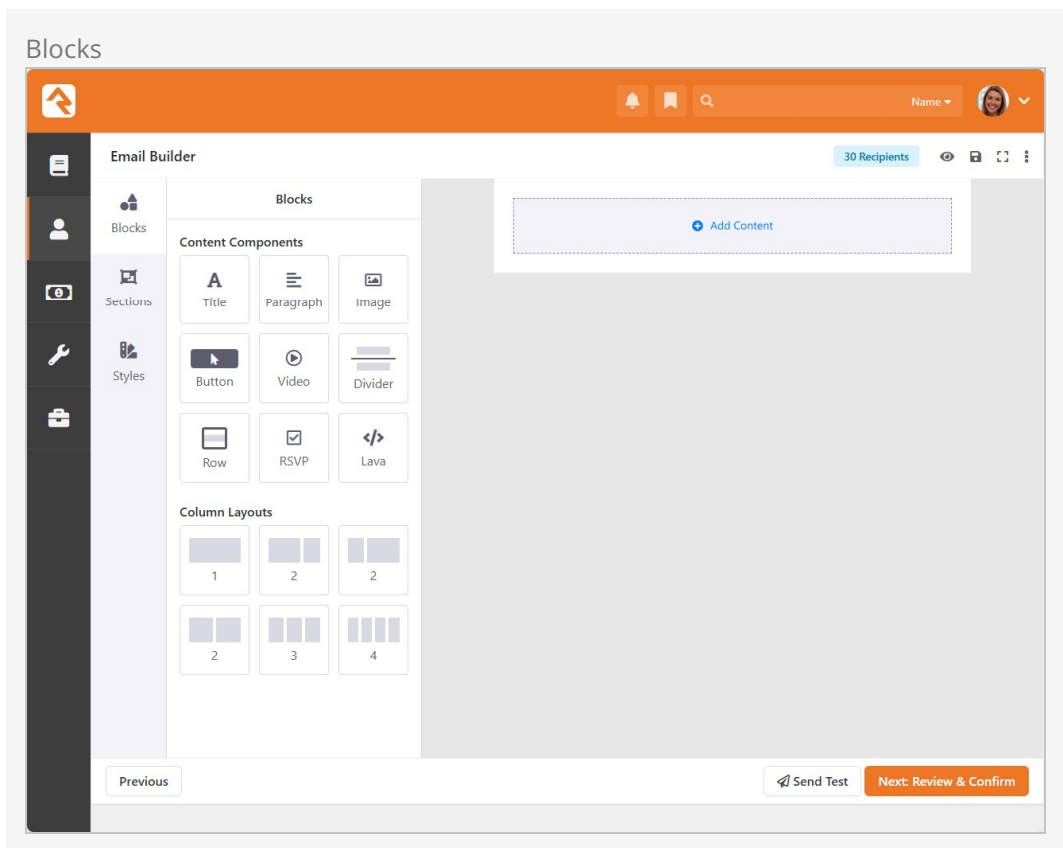 Blocks
Name
Email Builder
30 Recipients
Blocks
Sections
Styles
Blocks
Content Components
Title
Paragraph
Image
Button
Video
Divider
Row
RSVP
Lava
Column Layouts
1
2
2
2
3
4
Add Content
Previous
Send Test
Next: Review & Confirm